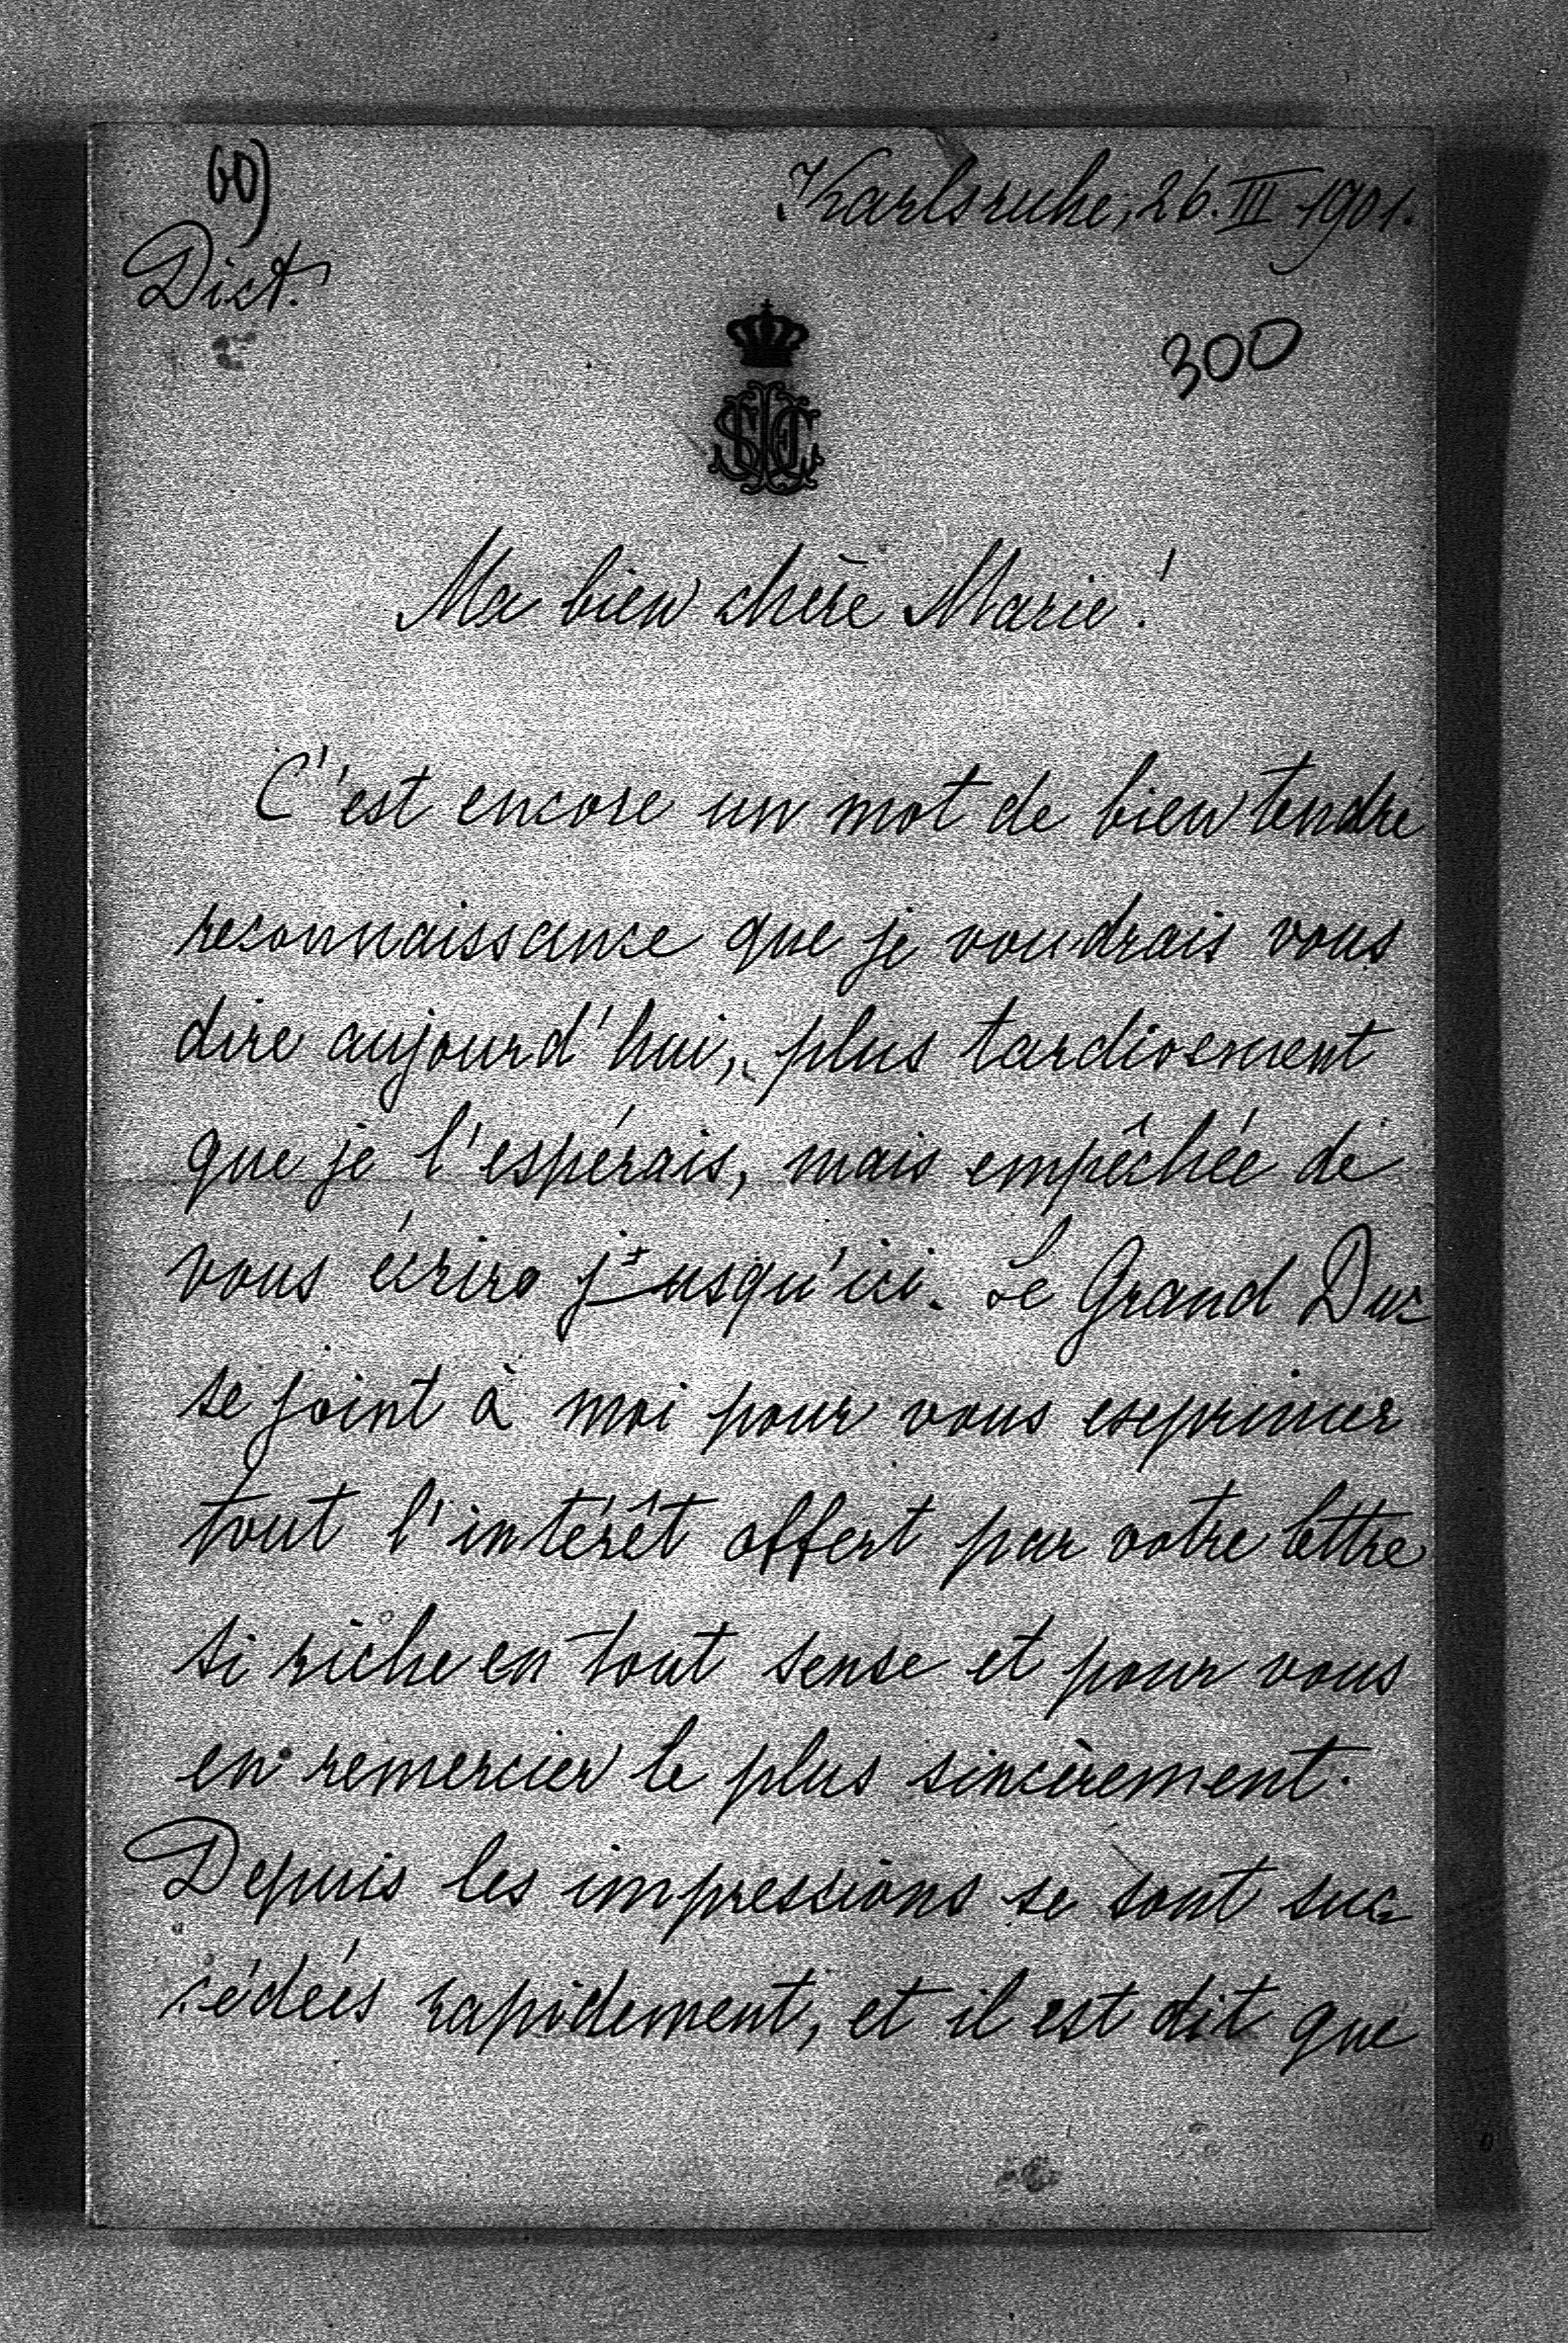 60)
Karlsruhe, 26. III 1901.
Dict.
300
Ma bien chère Marie!
C'est encore un mot de bien tendre
reconnaissance que je voudrais vous
dire aujourd'hui, plus tardivement
que je l'espérais, mais empêchée de
vous écrire jusqu'ici. Le Grand Duc
se joint à moi pour vous exprimer
tout l'intérêt offert par votre lettre
si riche en tout sense et pour vous
en remercier le plus sincèrement.
Depuis les impressions se sont suc-
cédées rapidement, et il est dit que